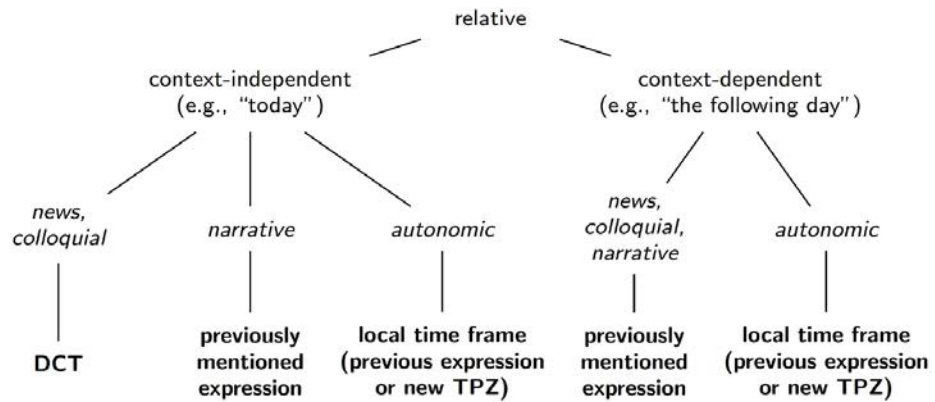 relative
context-independent
(e.g., “today”)
context-dependent
(e.g., “the following day”)
news,
colloquial
narrative
autonomic
news,
colloquial,
narrative
autonomic
DCT
previously
mentioned
expression
local time frame
(previous expression
or new TPZ)
previously
mentioned
expression
local time frame
(previous expression
or new TPZ)